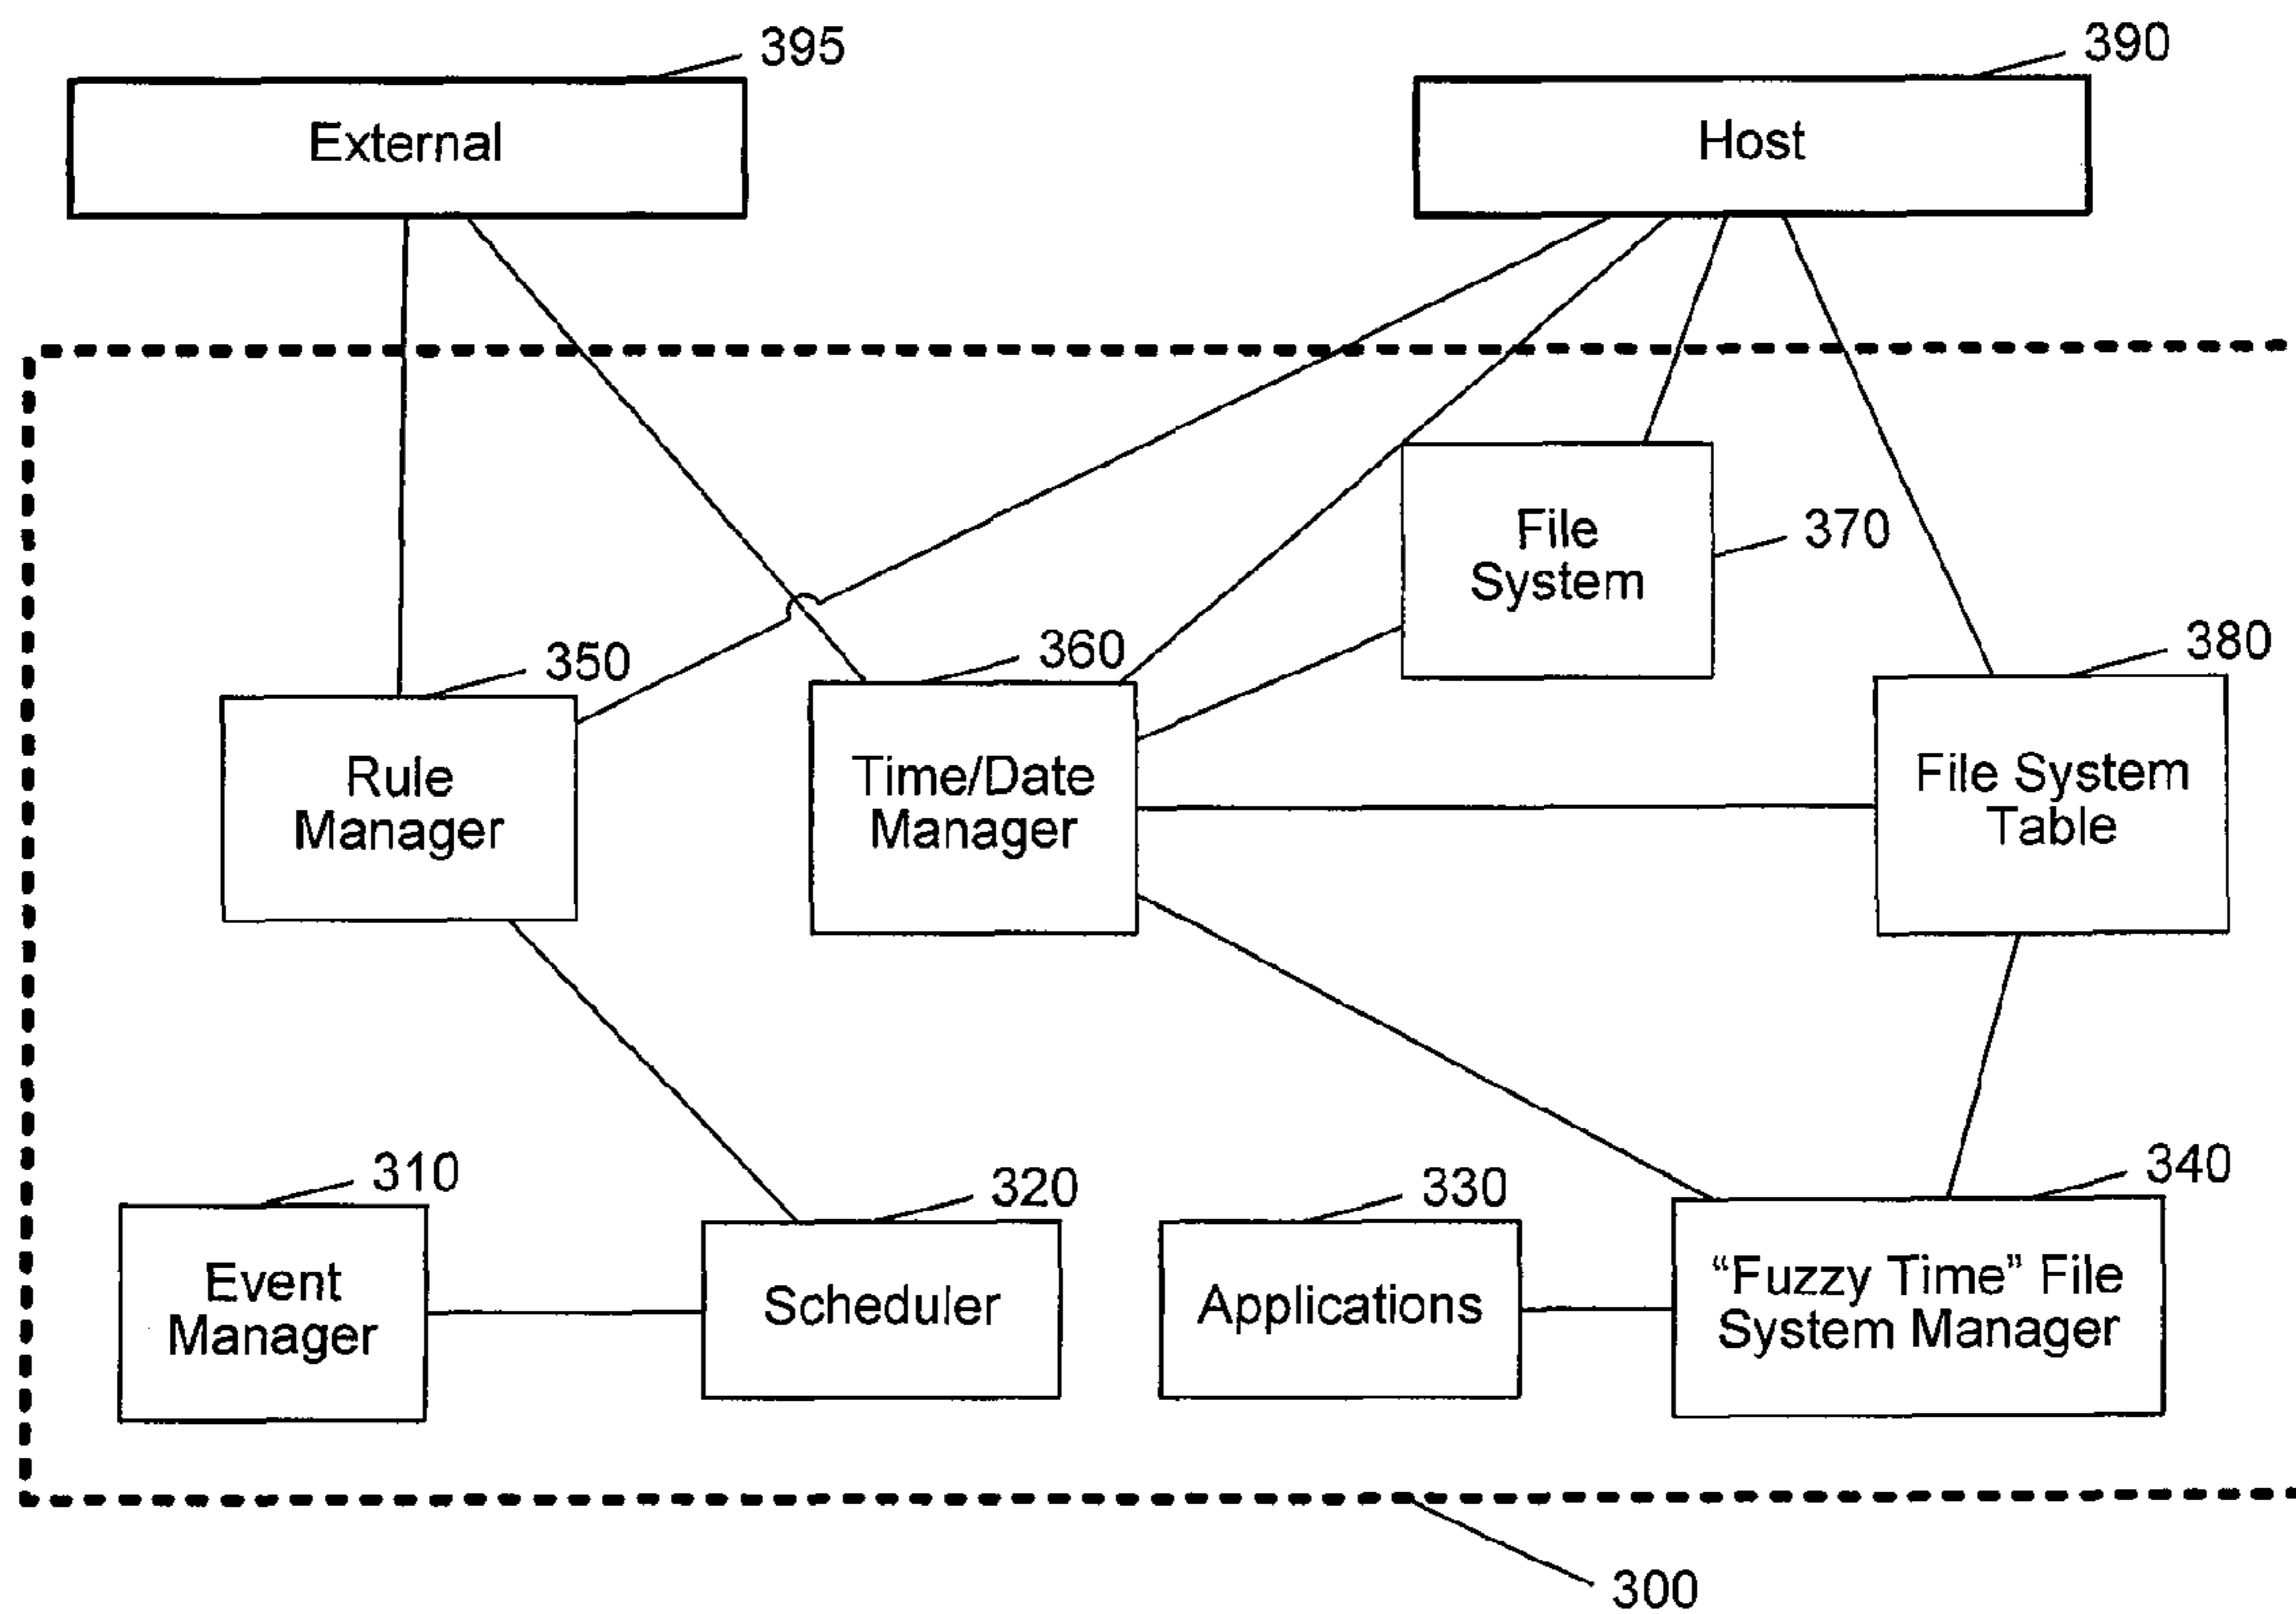 395
390
External
Host
File
System
370
350
360
380
Rule
Manager
Time/Date
Manager
File System
Table
310
320
330
340
Event
Manager
Scheduler
Applications
“Fuzzy Time” File
System Manager
300